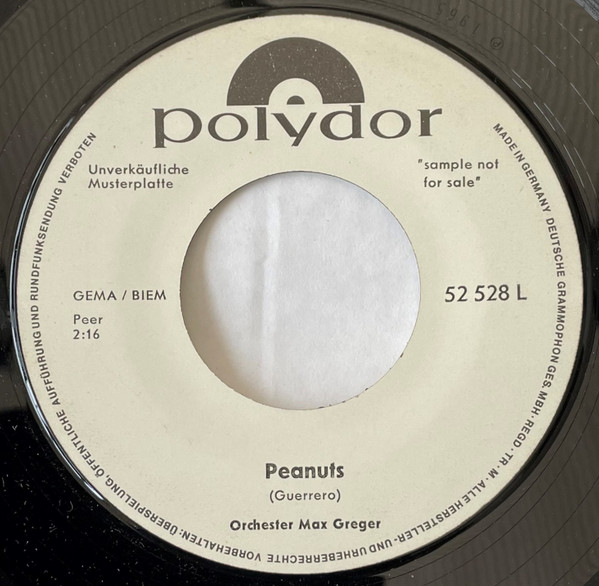 ℗ 1965
polydor
Unverkäufliche
Musterplatte
"sample not
for sale"
GEMA / BIEM
52 528 L
Peer
2:16
Peanuts
(Guerrero)
Orchester Max Greger
MADE IN GERMANY DEUTSCHE GRAMMOPHON GES. MBH · REGD · TR · M · ALLE HERSTELLER- UND URHEBERRECHTE VORBEHALTEN: ÜBERSPIELUNG, ÖFFENTLICHE AUFFÜHRUNG UND RUNDFUNKSENDUNG VERBOTEN